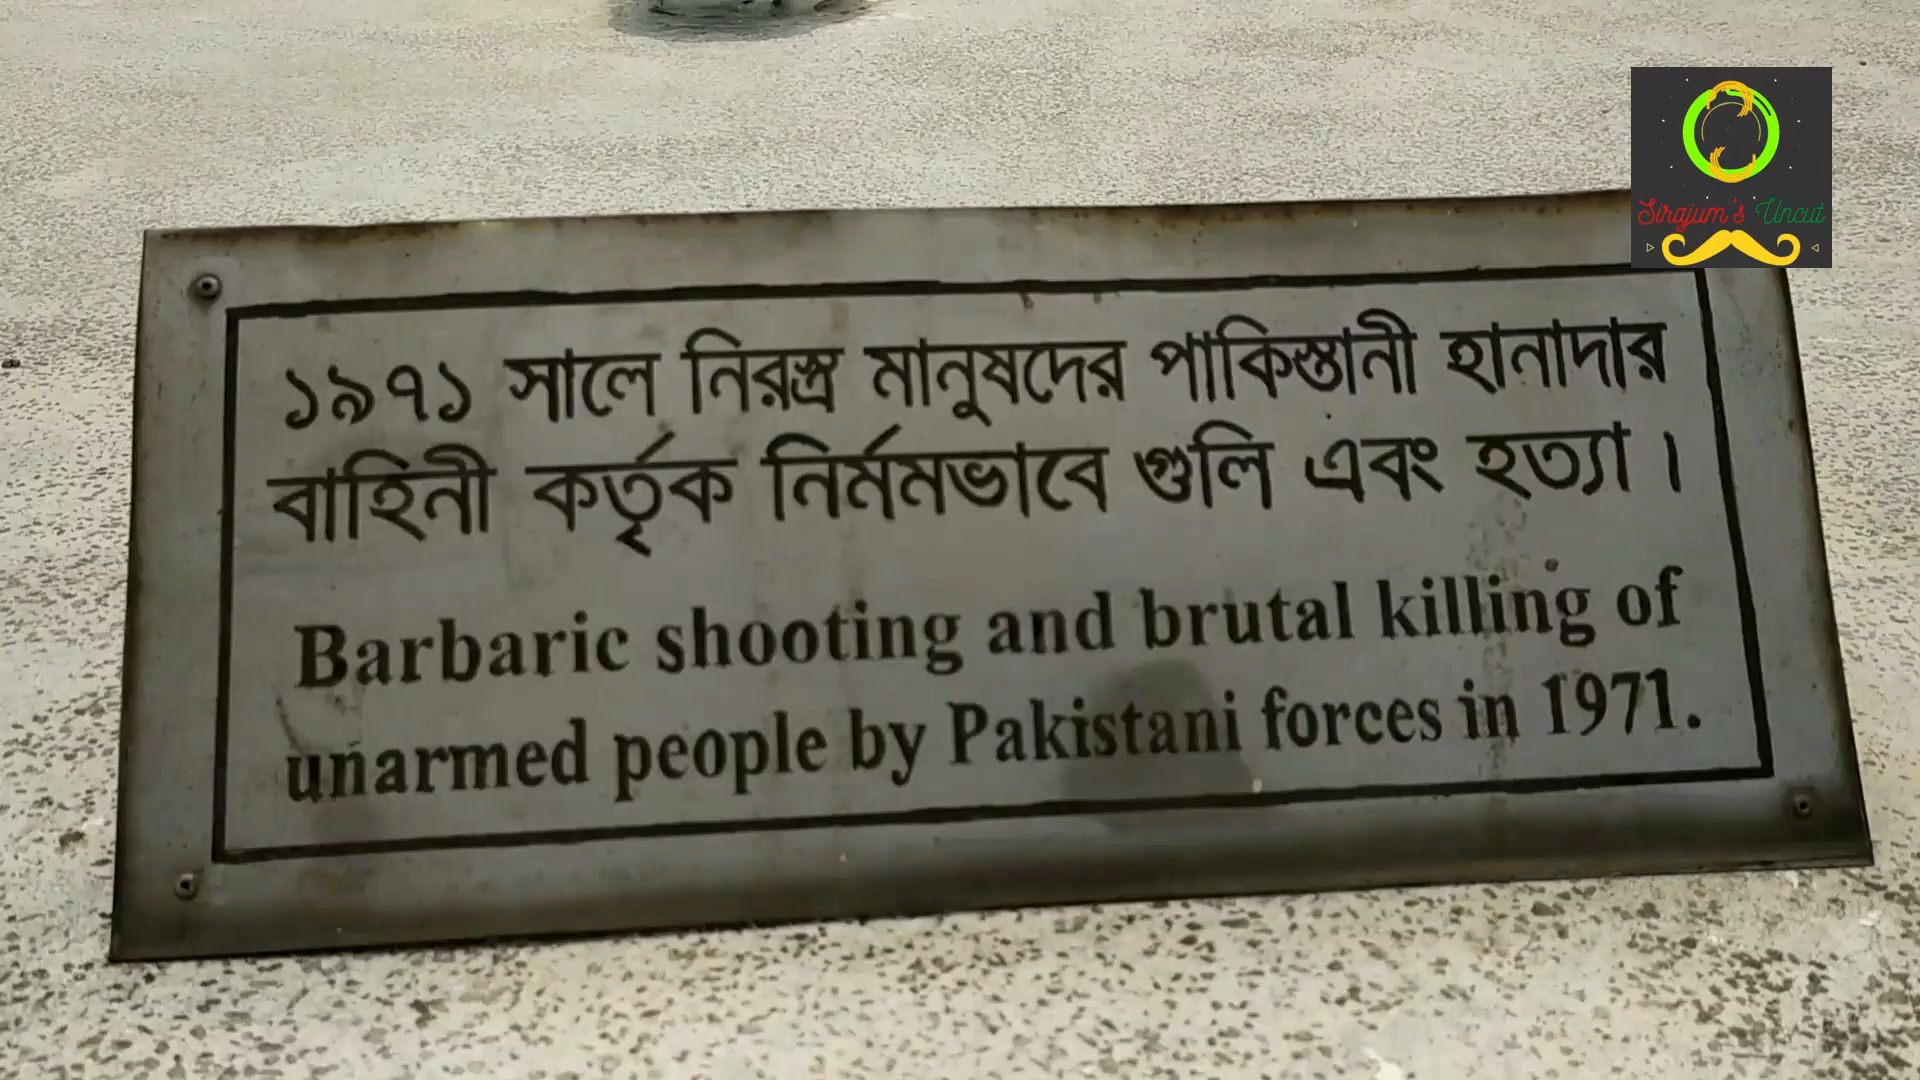 Sirajum's Uncut
১৯৭১ সালে নিরস্ত্র মানুষদের পাকিস্তানী হানাদার
বাহিনী কর্তৃক নির্মমভাবে গুলি এবং হত্যা।
Barbaric shooting and brutal killing of
unarmed people by Pakistani forces in 1971.